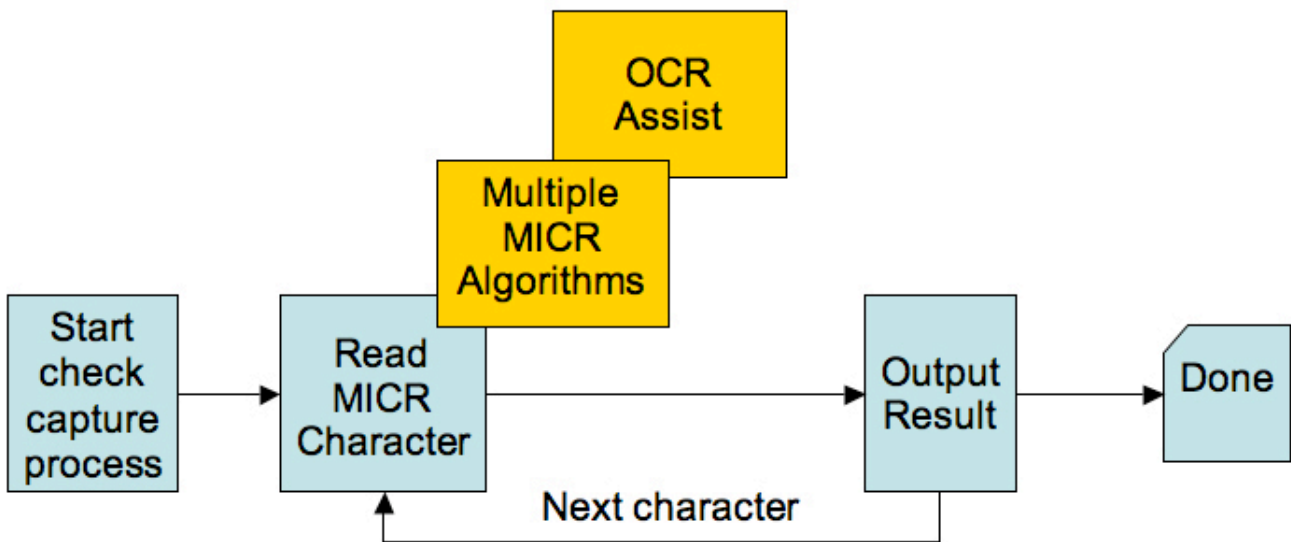 OCR
Assist
Multiple
MICR
Algorithms
Start
check
capture
process
Read
MICR
Character
Output
Result
Done
Next character